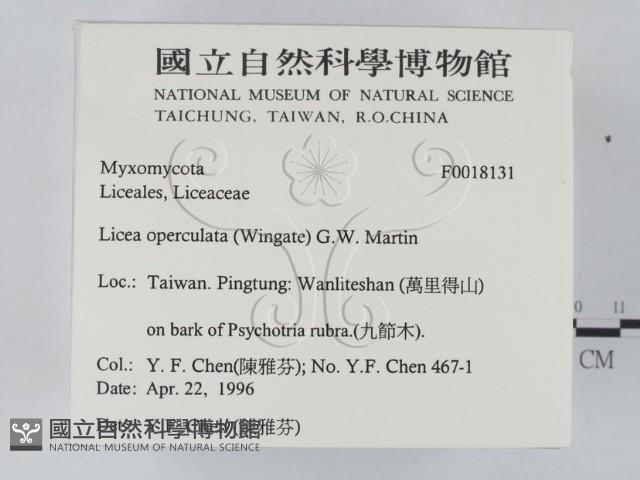 國立自然科學博物館
NATIONAL MUSEUM OF NATURAL SCIENCE
TAICHUNG, TAIWAN, R.O.CHINA
Myxomycota F0018131
Liceales, Liceaceae
Licea operculata (Wingate) G.W. Martin
Loc.: Taiwan. Pingtung: Wanliteshan (萬里得山)
on bark of Psychotria rubra.(九節木).
Col.: Y. F. Chen(陳雅芬); No. Y.F. Chen 467-1
Date: Apr. 22, 1996
雅芬)
國立自然科學博物館
NATIONAL MUSEUM OF NATURAL SCIENCE
0 11
CM